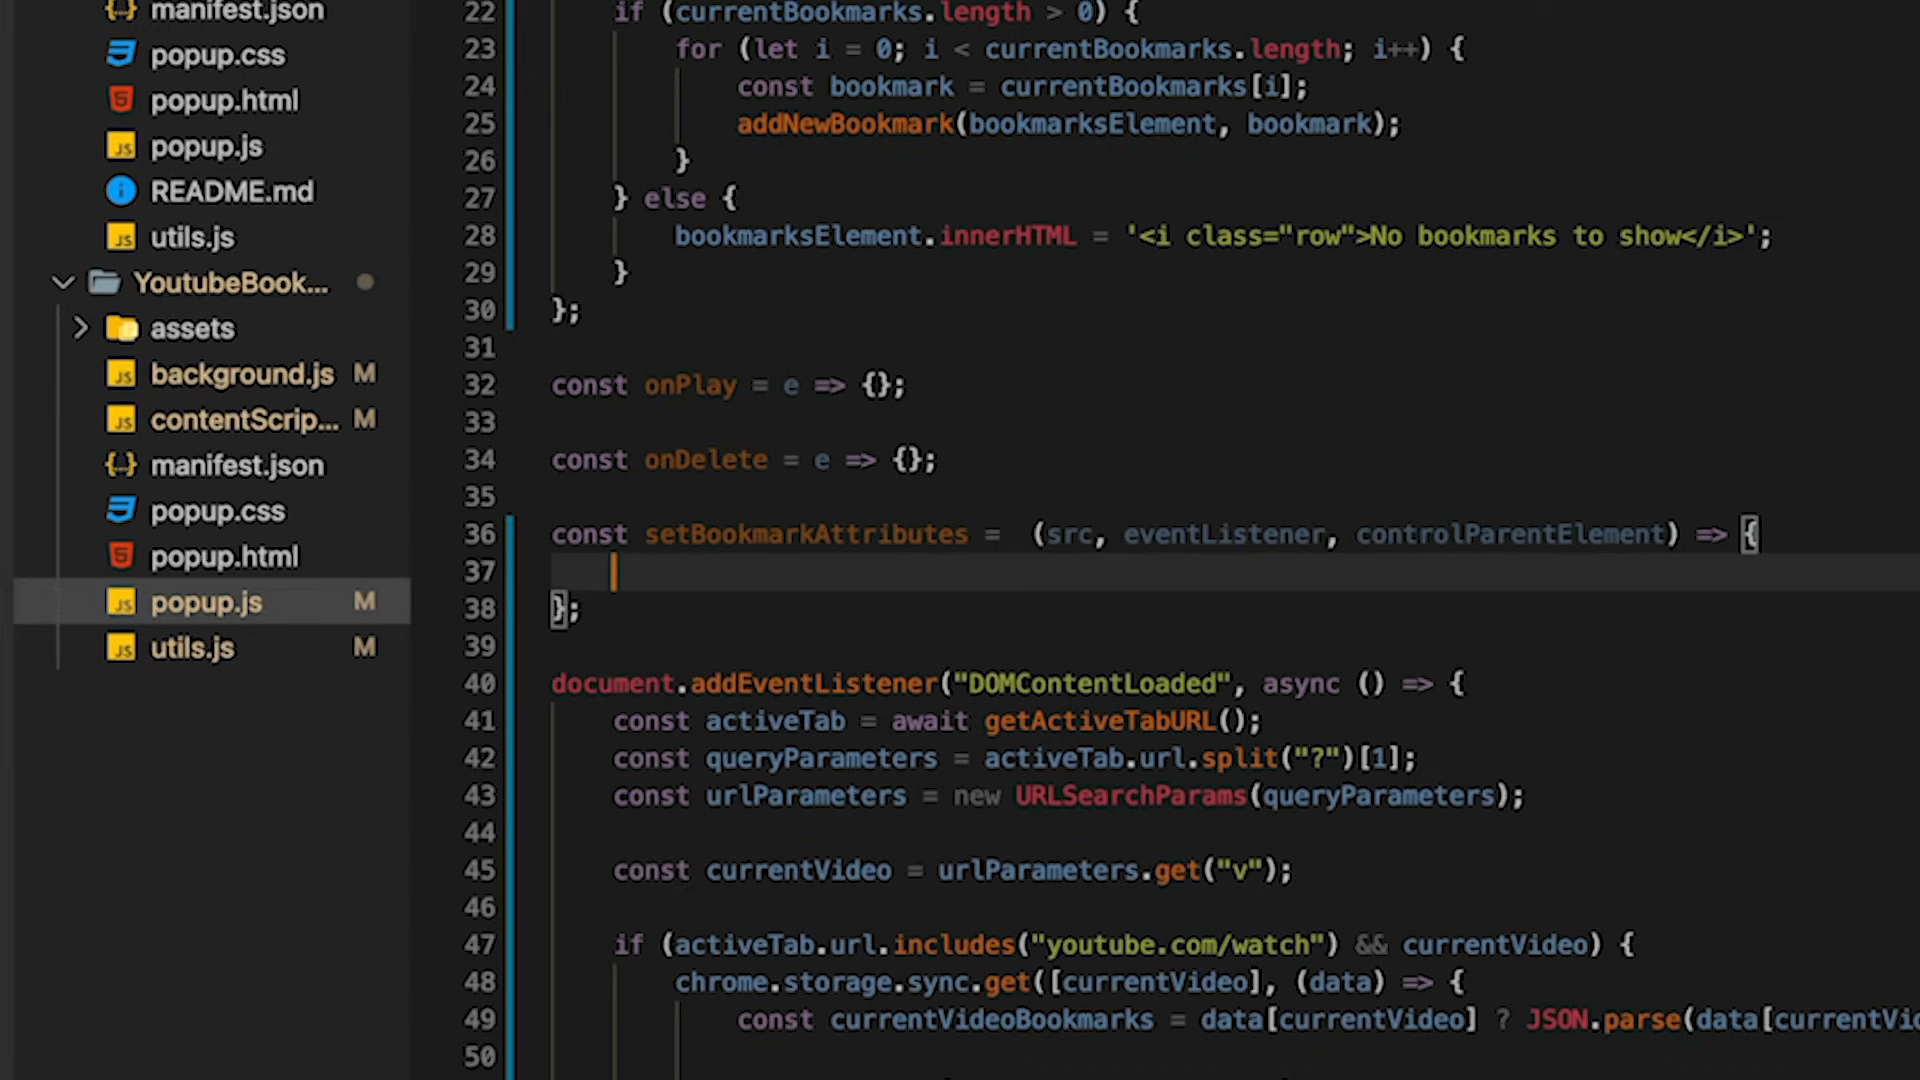 manifest.json
popup.css
popup.html
popup.js
README.md
utils.js
YoutubeBook...
assets
background.js M
contentScrip... M
manifest.json
popup.css
popup.html
popup.js M
utils.js M
22 if (currentBookmarks.length > 0) {
23 for (let i = 0; i < currentBookmarks.length; i++) {
24 const bookmark = currentBookmarks[i];
25 addNewBookmark(bookmarksElement, bookmark);
26 }
27 } else {
28 bookmarksElement.innerHTML = '<i class="row">No bookmarks to show</i>';
29 }
30 };
31
32 const onPlay = e => {};
33
34 const onDelete = e => {};
35
36 const setBookmarkAttributes =  (src, eventListener, controlParentElement) => {
37
38 };
39
40 document.addEventListener("DOMContentLoaded", async () => {
41 const activeTab = await getActiveTabURL();
42 const queryParameters = activeTab.url.split("?")[1];
43 const urlParameters = new URLSearchParams(queryParameters);
44
45 const currentVideo = urlParameters.get("v");
46
47 if (activeTab.url.includes("youtube.com/watch") && currentVideo) {
48 chrome.storage.sync.get([currentVideo], (data) => {
49 const currentVideoBookmarks = data[currentVideo] ? JSON.parse(data[currentVi
50